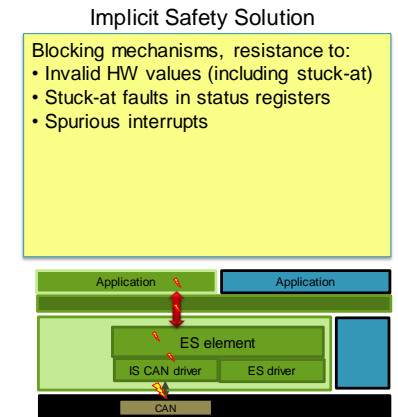 Implicit Safety Solution
Blocking mechanisms, resistance to:
• Invalid HW values (including stuck-at)
• Stuck-at faults in status registers
• Spurious interrupts
Application
Application
ES element
IS CAN driver
ES driver
CAN